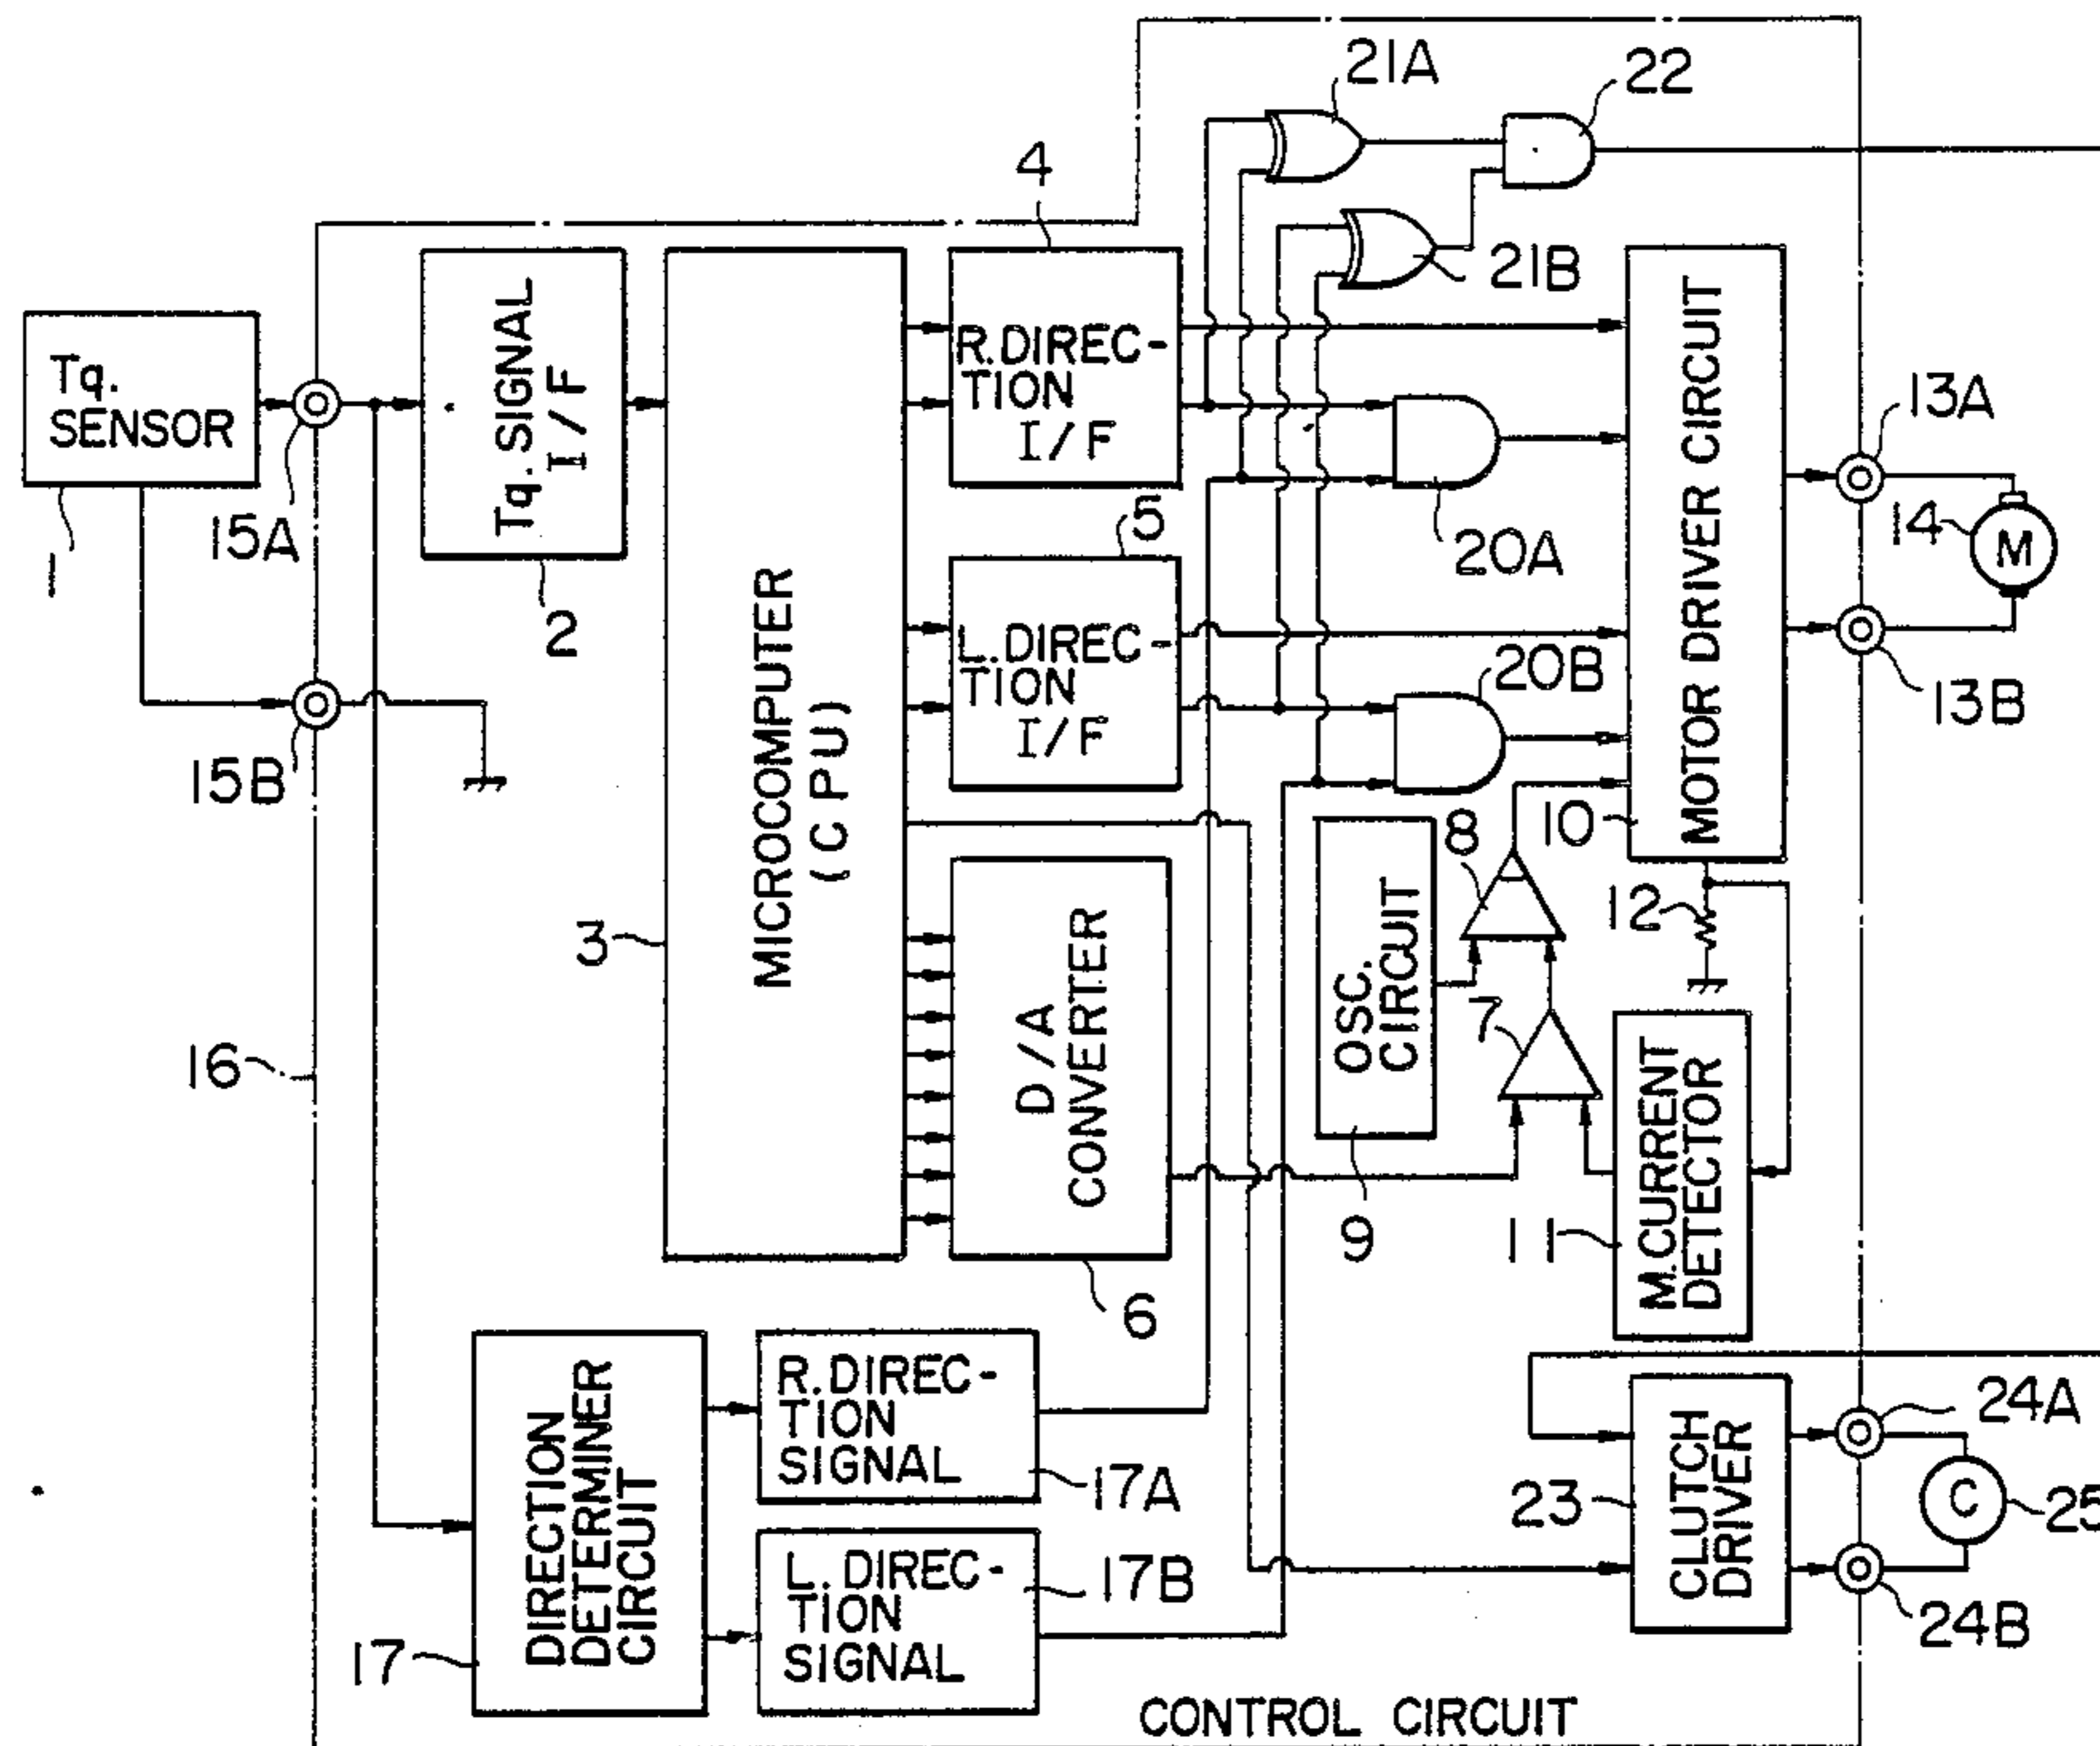 21A
22
4
21B
Tq.
SENSOR
1
15A
Tq. SIGNAL
I/F
2
MICROCOMPUTER
(CPU)
3
R.DIREC-
TION
I/F
5
L.DIREC-
TION
I/F
20A
20B
MOTOR DRIVER CIRCUIT
10
13A
14
M
13B
15B
8
12
OSC.
CIRCUIT
9
7
D/A
CONVERTER
6
M.CURRENT
DETECTOR
11
16
DIRECTION
DETERMINER
CIRCUIT
17
R.DIREC-
TION
SIGNAL
17A
L. DIREC-
TION
SIGNAL
17B
CLUTCH
DRIVER
23
24A
C
25
24B
CONTROL CIRCUIT